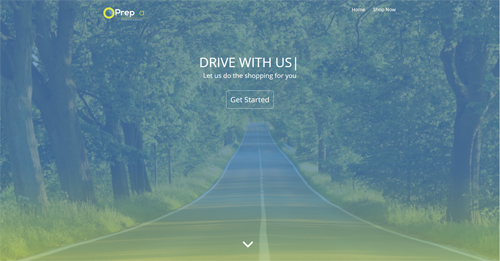 Prep
Home Shop Now
DRIVE WITH US|
Let us do the shopping for you
Get Started